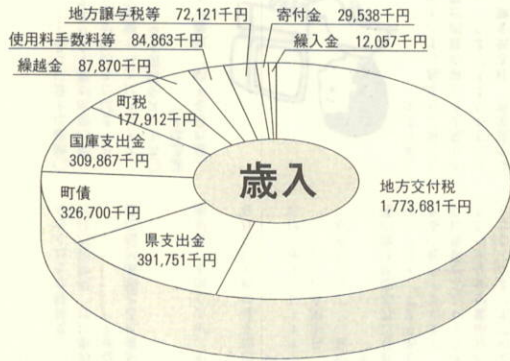 地方譲与税等 72,121千円
寄付金 29,538千円
使用料手数料等 84,863千円
繰入金 12,057千円
繰越金 87,870千円
町税
177,912千円
国庫支出金
309,867千円
町債
326,700千円
県支出金
391,751千円
歳入
地方交付税
1,773,681千円